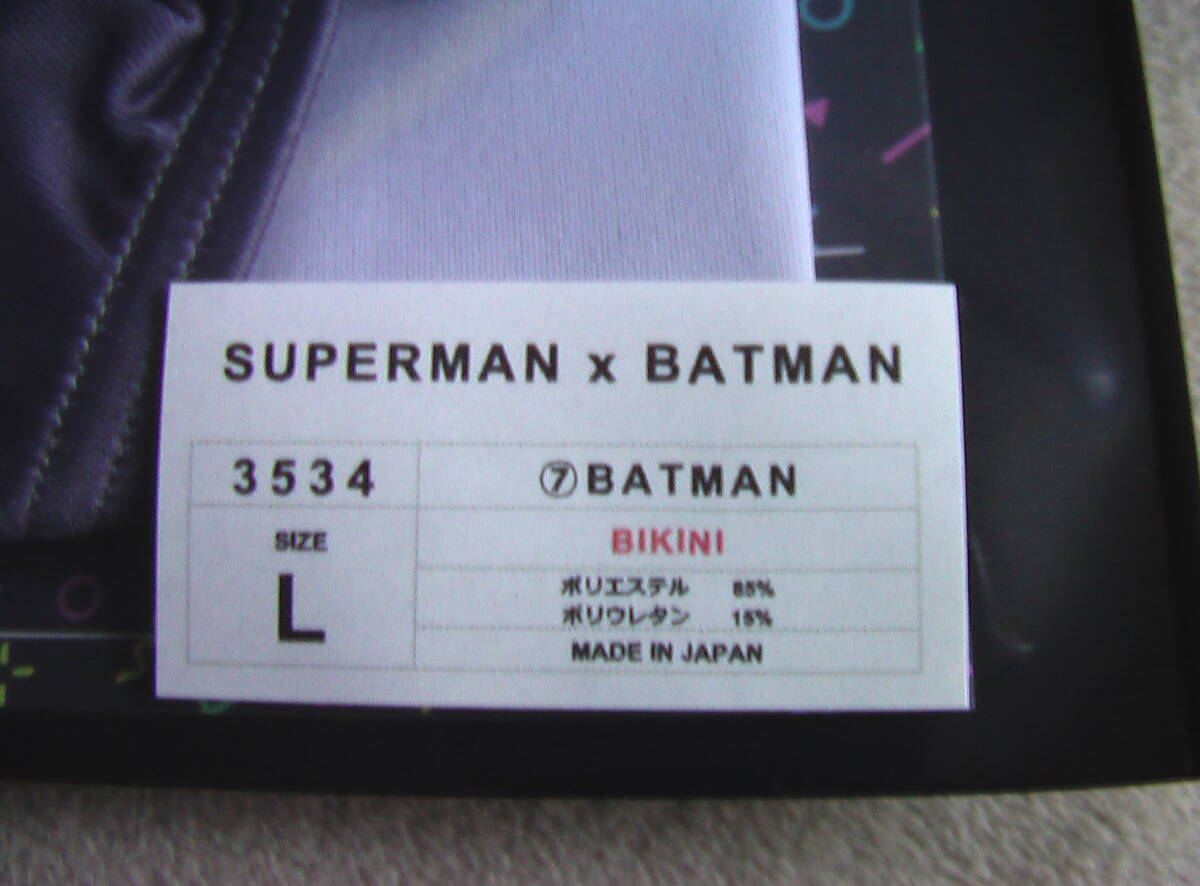 SUPERMAN x BATMAN
3534
⑦BATMAN
SIZE
L
BIKINI
ポリエステル 85%
ポリウレタン 15%
MADE IN JAPAN